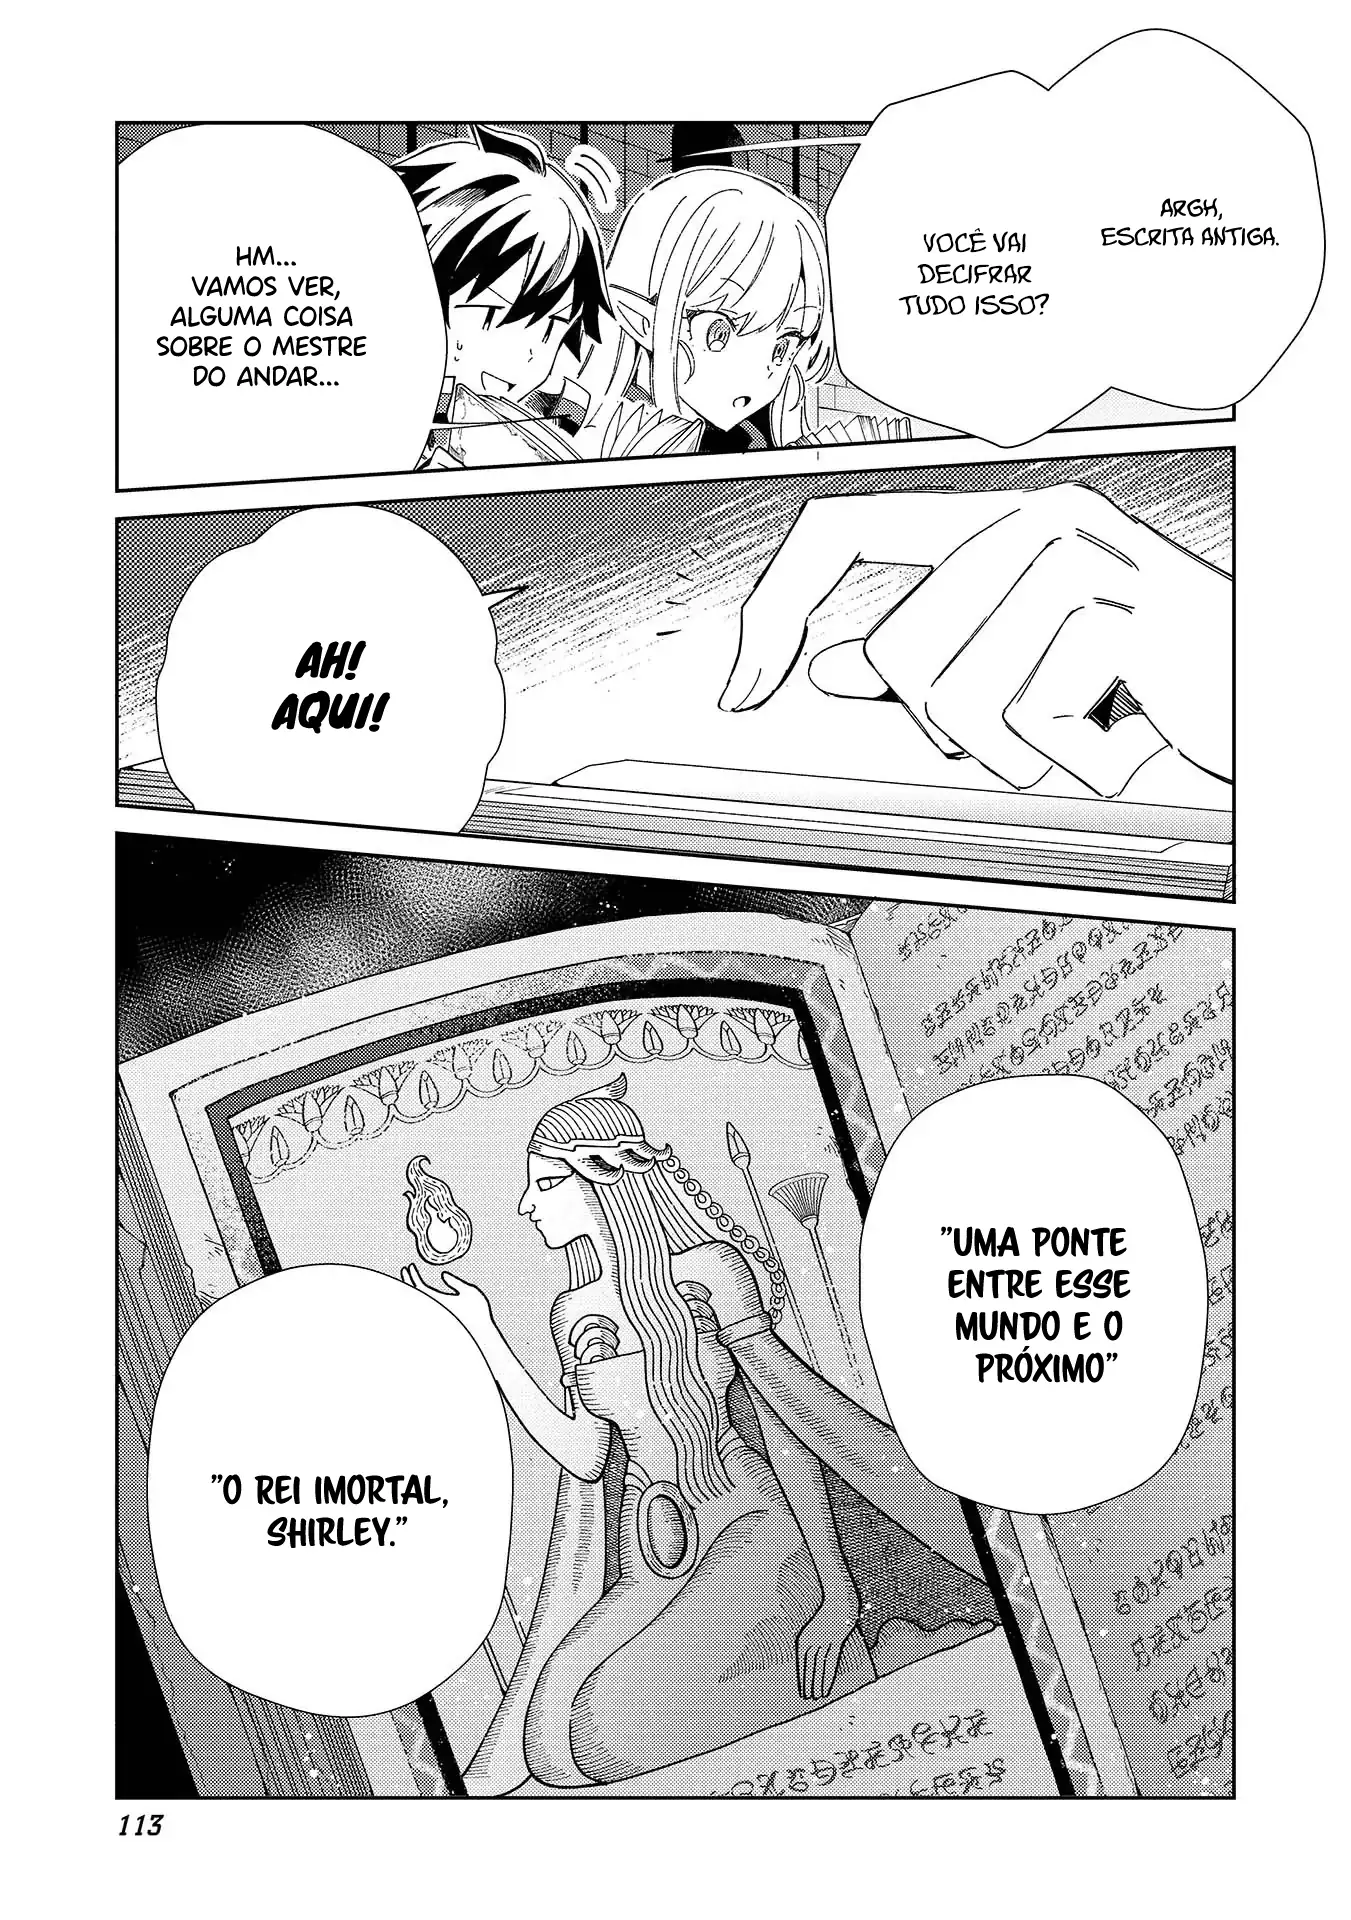 ARGH,
ESCRITA ANTIGA.
VOCÊ VAI
DECIFRAR
TUDO ISSO?
HM...
VAMOS VER,
ALGUMA COISA
SOBRE O MESTRE
DO ANDAR...
AH!
AQUI!
"UMA PONTE
ENTRE ESSE
MUNDO E O
PRÓXIMO"
"O REI IMORTAL,
SHIRLEY."
113